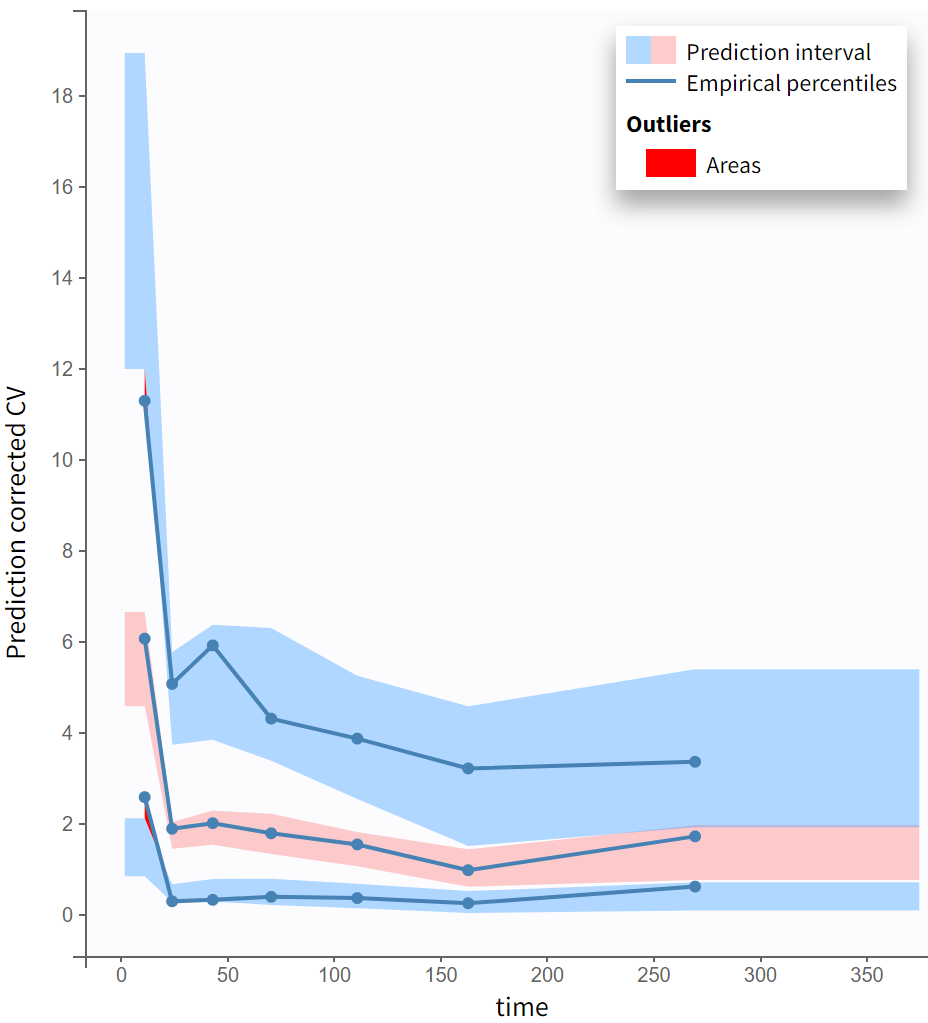 Prediction interval
Empirical percentiles
Outliers
Areas
18
16
14
12
10
8
6
4
2
0
Prediction corrected CV
0 50 100 150 200 250 300 350
time